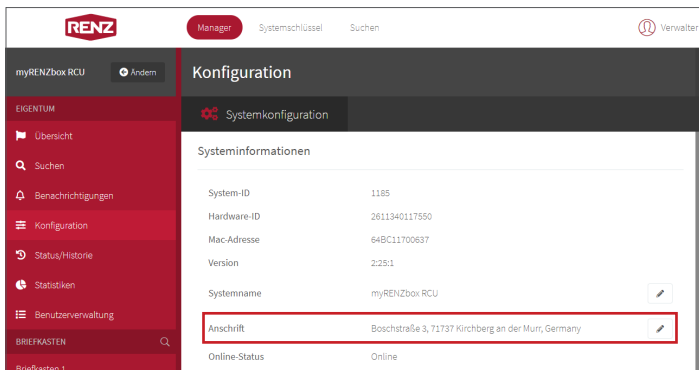 RENZ
Manager Systemschlüssel Suchen Verwalter
myRENZbox RCU Ändern
Konfiguration
EIGENTUM
Systemkonfiguration
Übersicht
Systeminformationen
Suchen
System-ID 1185
Benachrichtigungen
Hardware-ID 2611340117550
Konfiguration
Mac-Adresse 64BC11700637
Status/Historie
Version 2:25:1
Statistiken
Systemname myRENZbox RCU
Benutzerverwaltung
Anschrift Boschstraße 3, 71737 Kirchberg an der Murr, Germany
BRIEFKASTEN
Online-Status Online
Briefkasten 1